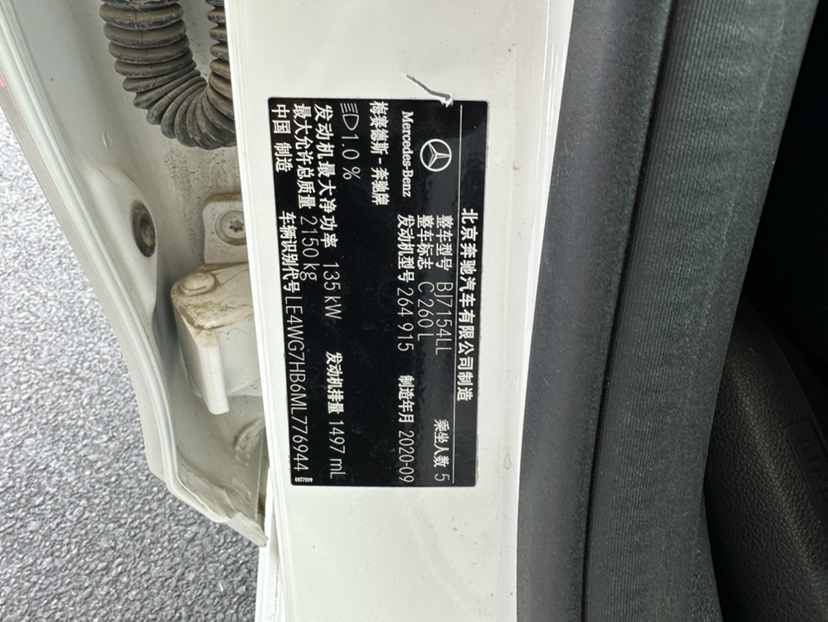 北京奔驰汽车有限公司制造
整车型号 BJ7154LL 乘坐人数 5
整车标志 C 260 L
Mercedes-Benz 发动机型号 264 915 制造年月 2020-09
梅赛德斯-奔驰牌
1.0 %
发动机最大净功率 135 kW 发动机排量 1497 mL
最大允许总质量 2150 kg
中国 制造 车辆识别代号 LE4WG7HB6ML776944